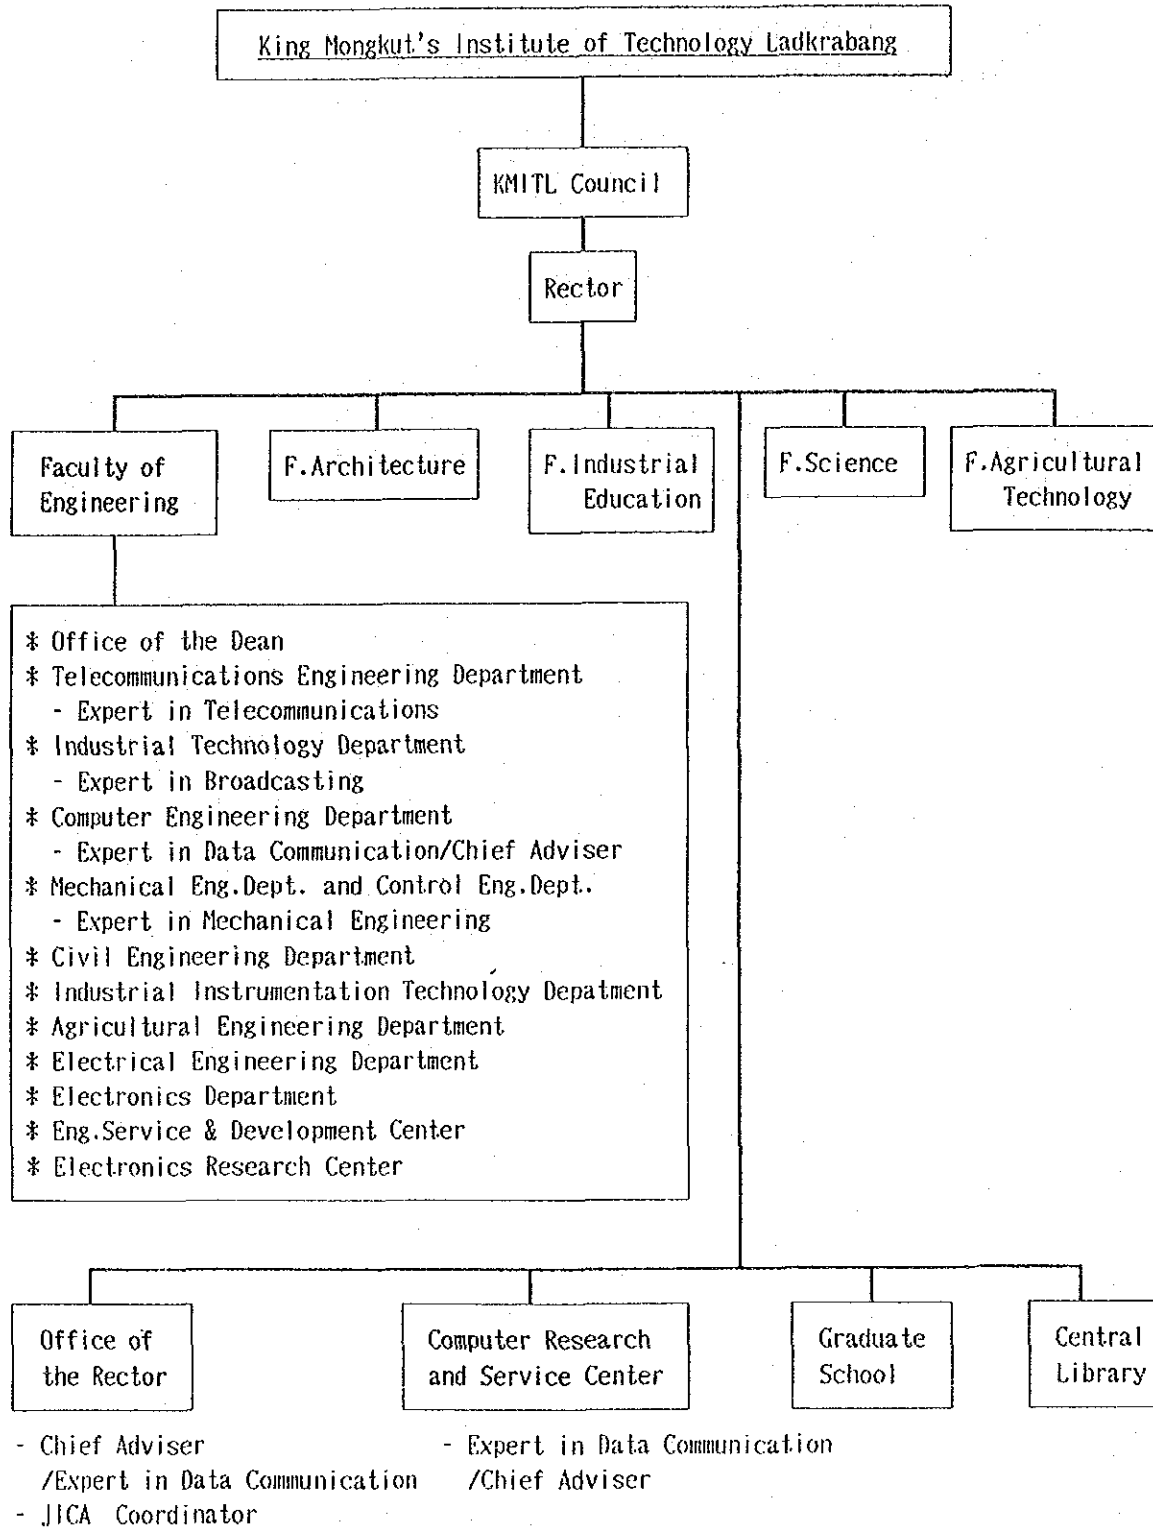 King Mongkut's Institute of Technology Ladkrabang
KMITL Council
Rector
Faculty of
Engineering
F.Architecture
F.Industrial
Education
F.Science
F.Agricultural
Technology
* Office of the Dean
* Telecommunications Engineering Department
- Expert in Telecommunications
* Industrial Technology Department
- Expert in Broadcasting
* Computer Engineering Department
- Expert in Data Communication/Chief Adviser
* Mechanical Eng.Dept. and Control Eng.Dept.
- Expert in Mechanical Engineering
* Civil Engineering Department
* Industrial Instrumentation Technology Depatment
* Agricultural Engineering Department
* Electrical Engineering Department
* Electronics Department
* Eng.Service & Development Center
* Electronics Research Center
Office of
the Rector
Computer Research
and Service Center
Graduate
School
Central
Library
- Chief Adviser
/Expert in Data Communication
- JICA Coordinator
- Expert in Data Communication
/Chief Adviser